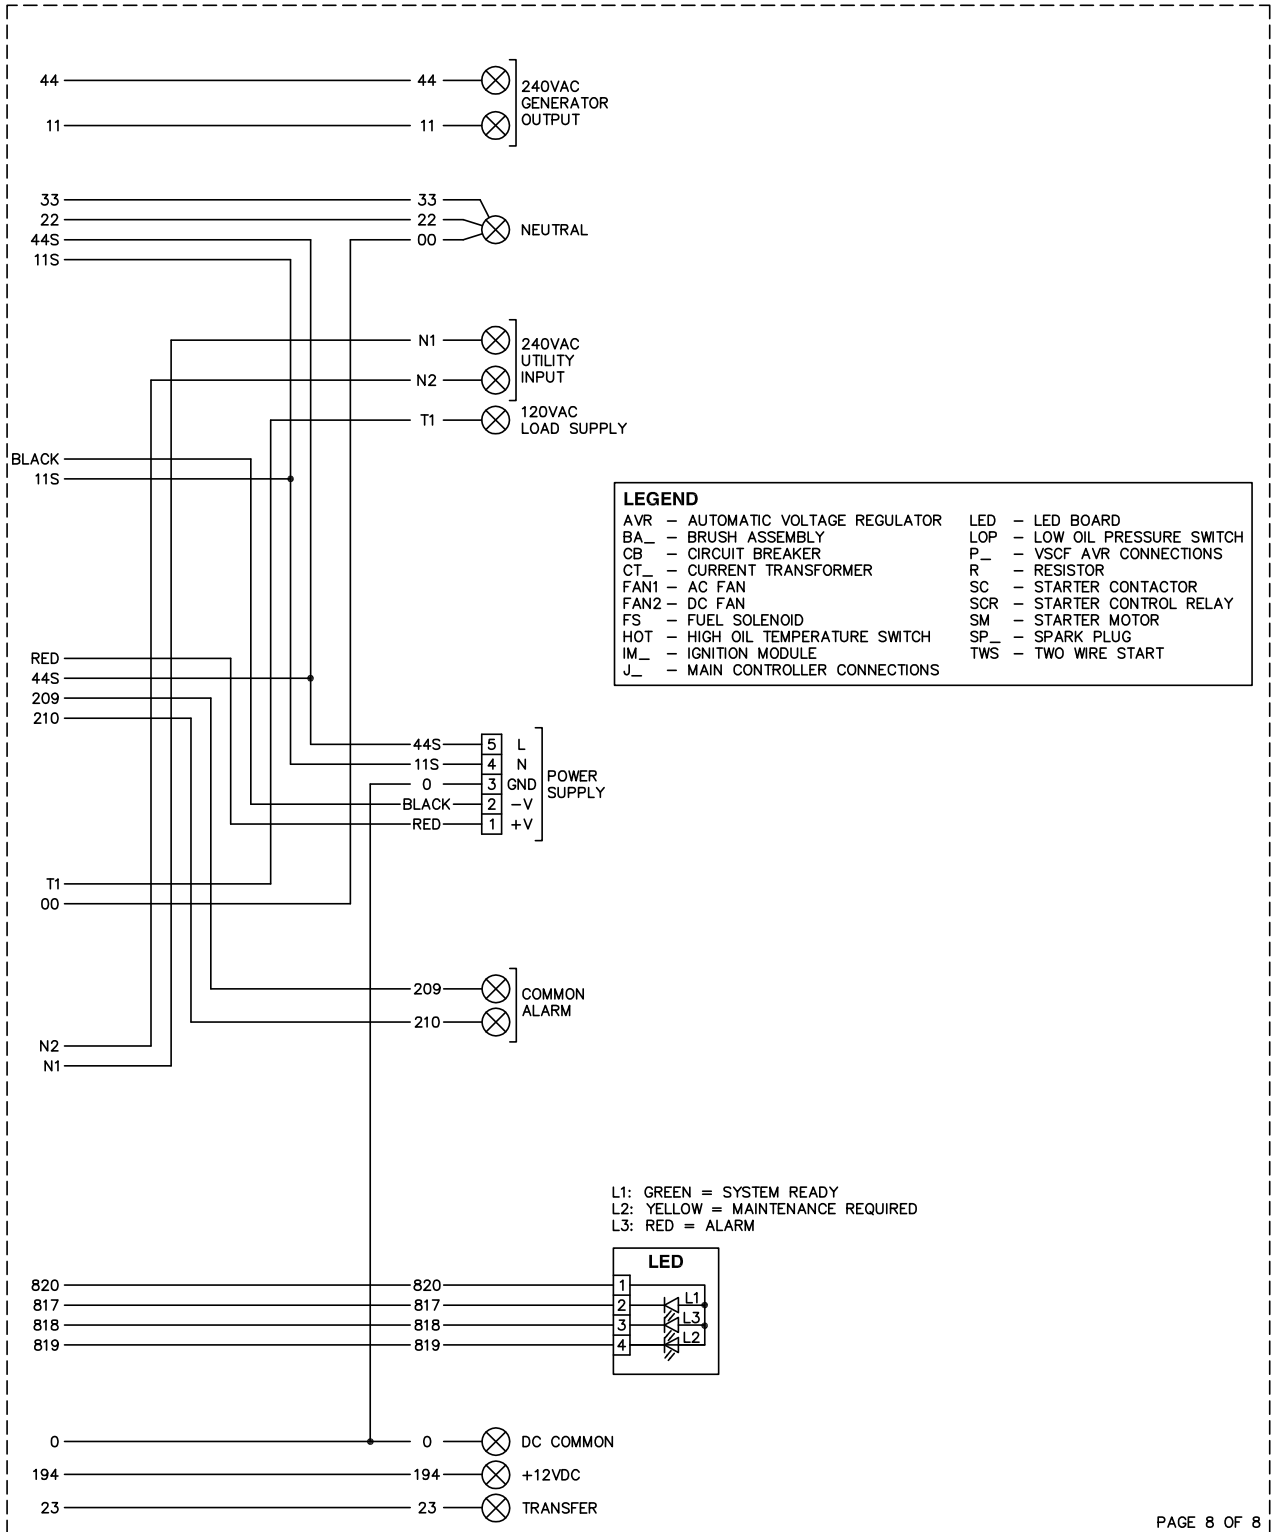 44 44
240VAC
GENERATOR
OUTPUT
11 11
33 33
22 22
44S 00
NEUTRAL
11S
N1
240VAC
UTILITY
INPUT
N2
T1
120VAC
LOAD SUPPLY
BLACK
11S
LEGEND
AVR – AUTOMATIC VOLTAGE REGULATOR
BA_ – BRUSH ASSEMBLY
CB – CIRCUIT BREAKER
CT_ – CURRENT TRANSFORMER
FAN1 – AC FAN
FAN2 – DC FAN
FS – FUEL SOLENOID
HOT – HIGH OIL TEMPERATURE SWITCH
IM_ – IGNITION MODULE
J_ – MAIN CONTROLLER CONNECTIONS
LED – LED BOARD
LOP – LOW OIL PRESSURE SWITCH
P_ – VSCF AVR CONNECTIONS
R – RESISTOR
SC – STARTER CONTACTOR
SCR – STARTER CONTROL RELAY
SM – STARTER MOTOR
SP_ – SPARK PLUG
TWS – TWO WIRE START
RED
44S
209
210
44S 5 L
11S 4 N
0 3 GND
BLACK 2 –V
RED 1 +V
POWER
SUPPLY
T1
00
209
210
COMMON
ALARM
N2
N1
L1: GREEN = SYSTEM READY
L2: YELLOW = MAINTENANCE REQUIRED
L3: RED = ALARM
LED
820 820 1
817 817 2 L1
818 818 3 L3
819 819 4 L2
0 0 DC COMMON
194 194 +12VDC
23 23 TRANSFER
PAGE 8 OF 8